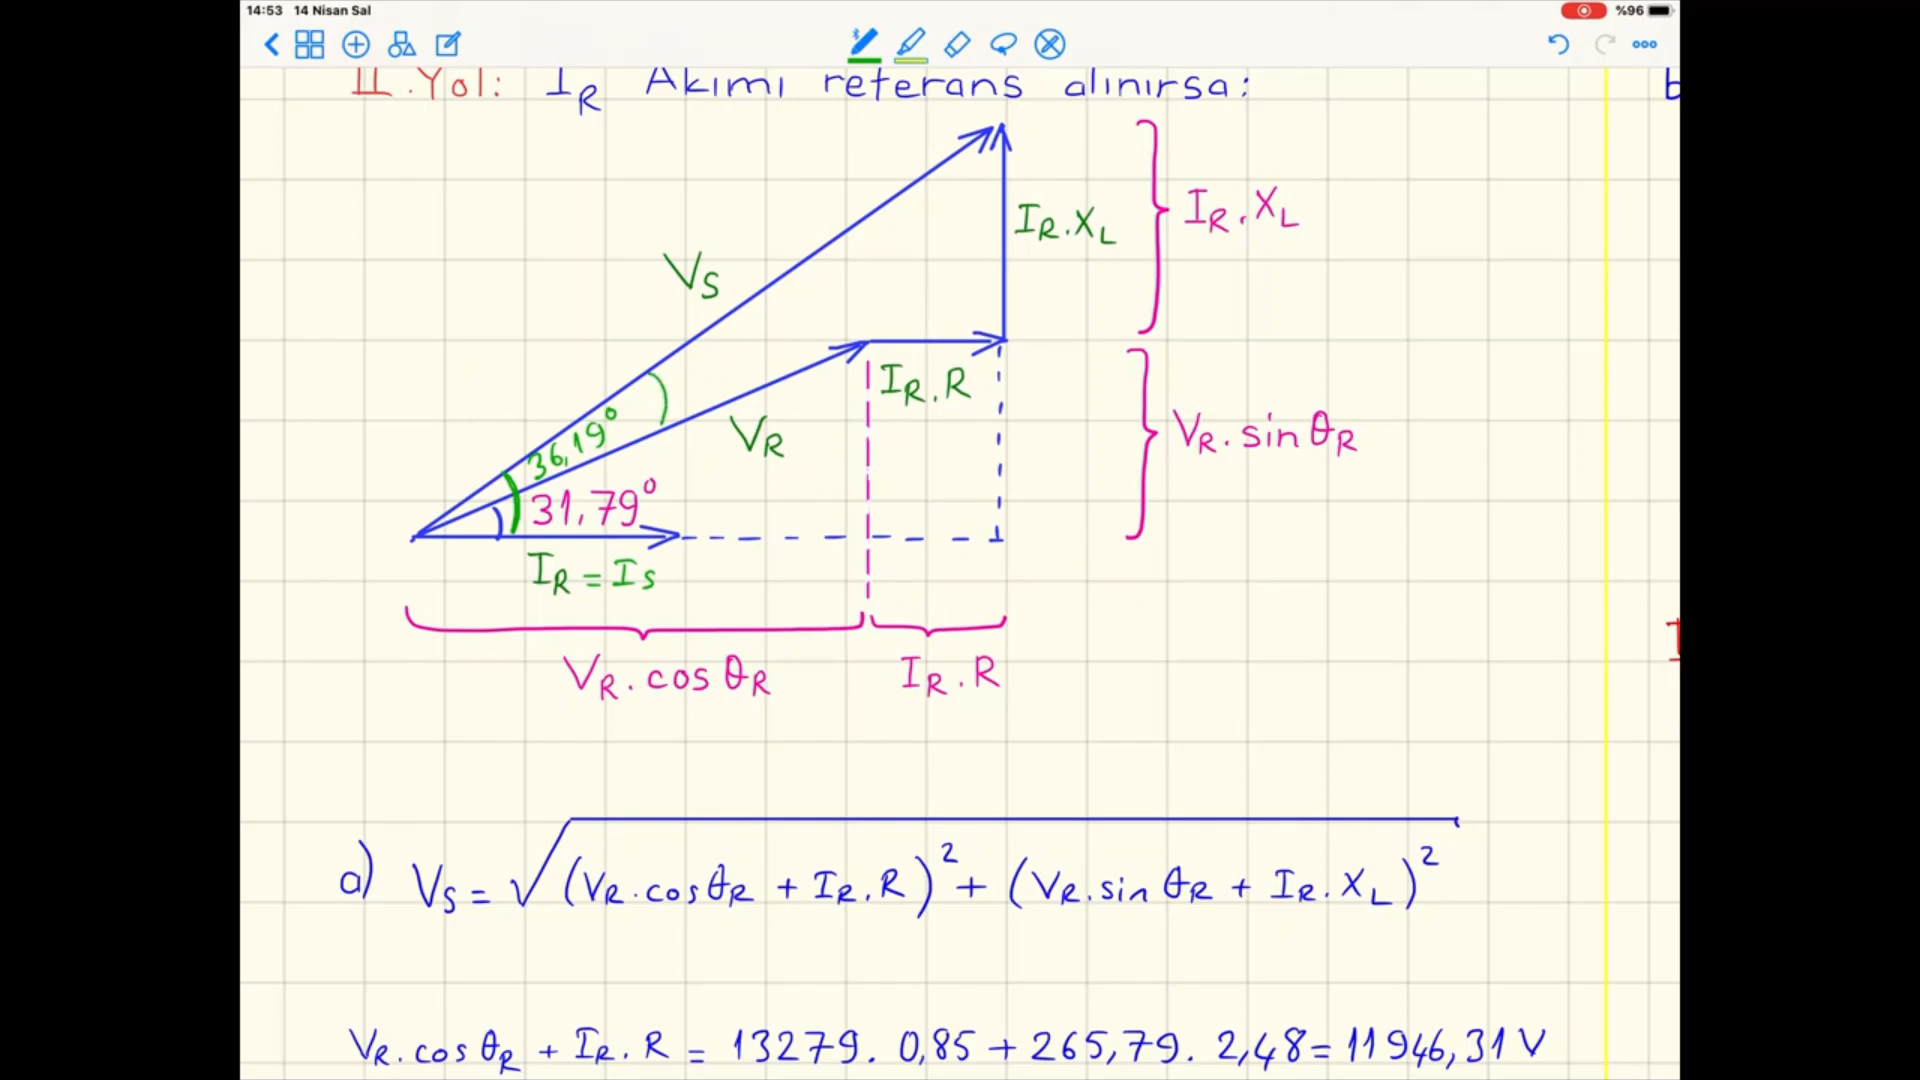 14:53 14 Nisan Sal
%96
II.Yol: IR Akımı referans alınırsa:
b
IR.XL
IR.XL
VS
IR.R
VR
VR.sinθR
36,19°
31,79°
IR = Is
VR.cosθR
IR.R
a) VS = √(VR.cosθR + IR.R)² + (VR.sinθR + IR.XL)²
VR.cosθR + IR.R = 13279. 0,85 + 265,79. 2,48 = 11946,31 V